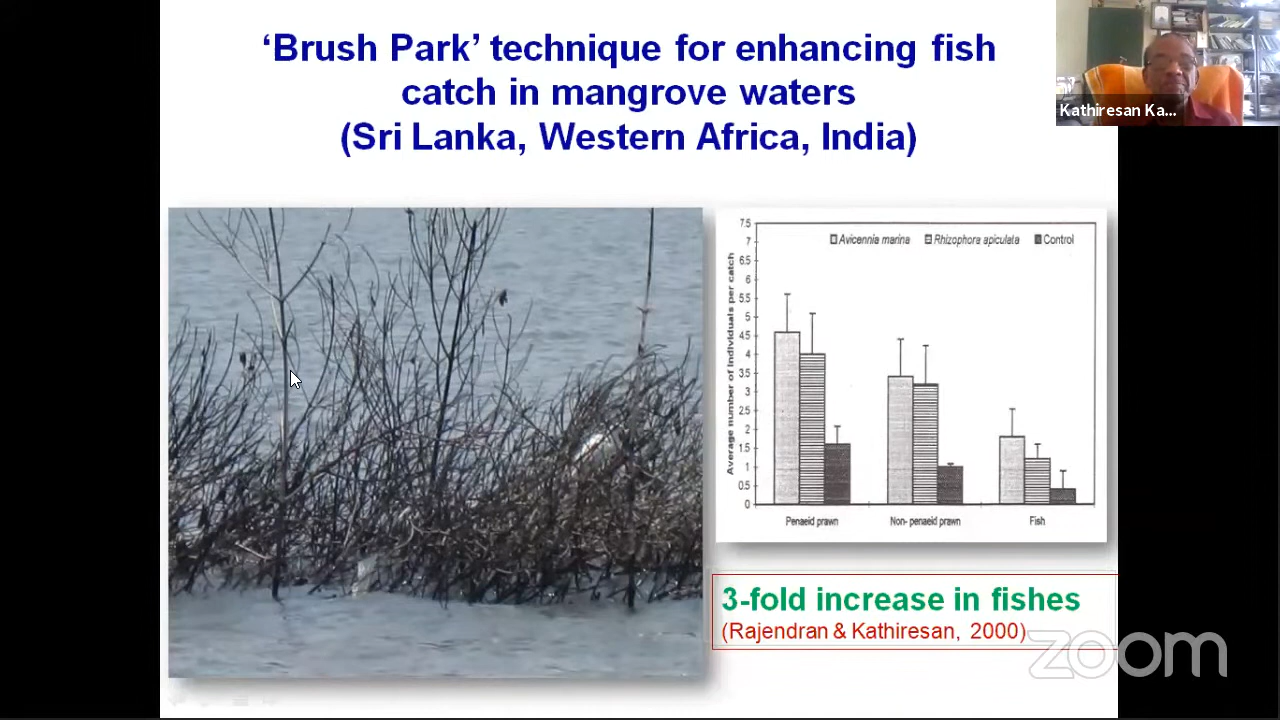 ‘Brush Park’ technique for enhancing fish
catch in mangrove waters
(Sri Lanka, Western Africa, India)
Kathiresan Ka...
Avicennia marina
Rhizophora apiculata
Control
Average number of individuals per catch
7.5
7
6.5
6
5.5
5
4.5
4
3.5
3
2.5
2
1.5
1
0.5
0
Penaeid prawn
Non- penaeid prawn
Fish
3-fold increase in fishes
(Rajendran & Kathiresan, 2000)
zoom